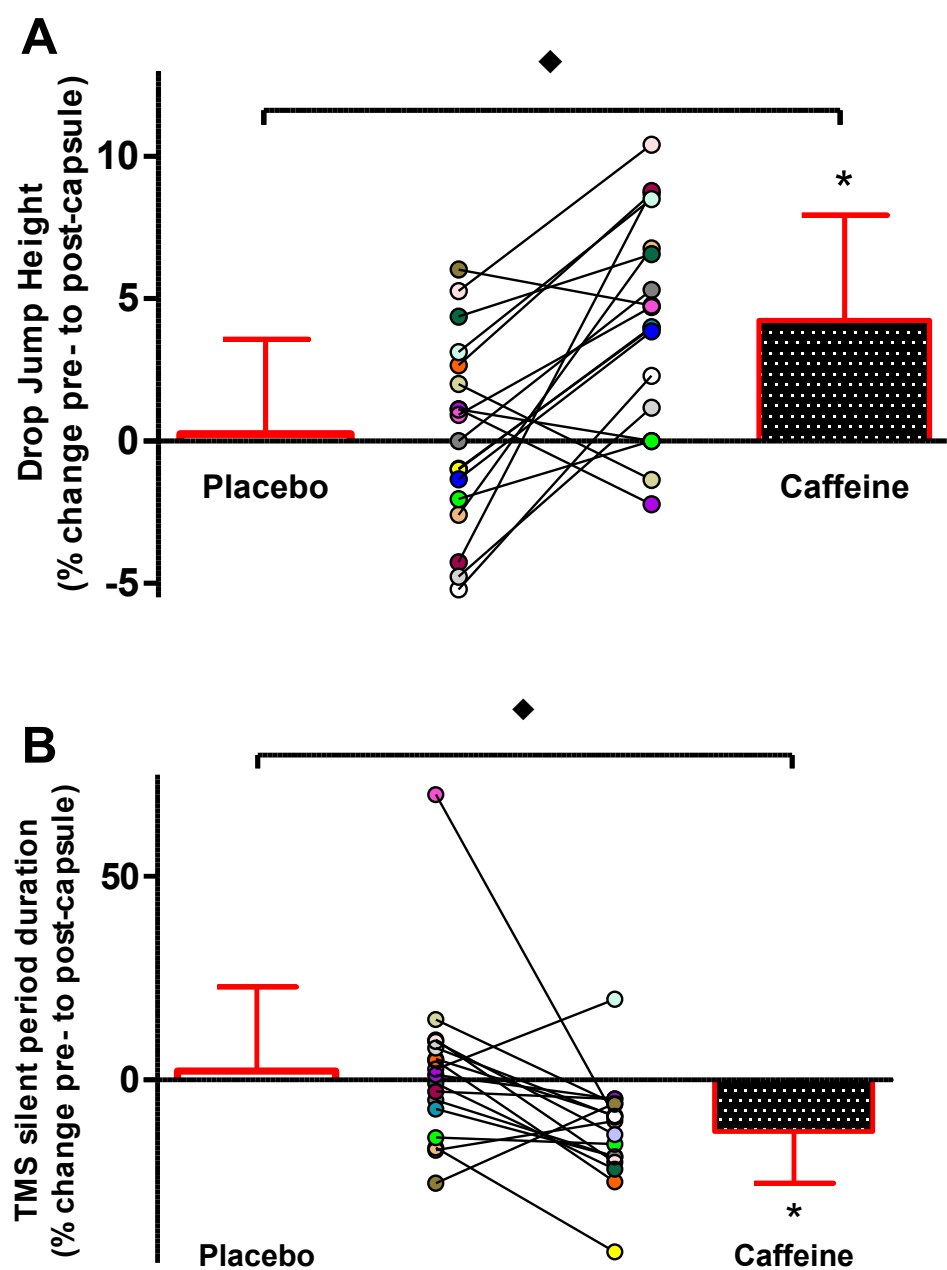 A
◆
Drop Jump Height
(% change pre- to post-capsule)
10
5
0
-5
*
Placebo
Caffeine
B
◆
TMS silent period duration
(% change pre- to post-capsule)
50
0
*
Placebo
Caffeine